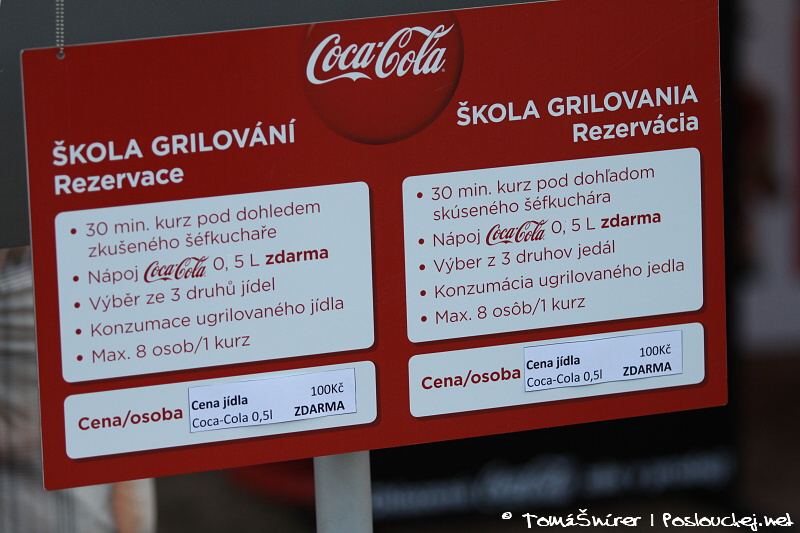 Coca-Cola
ŠKOLA GRILOVÁNÍ
Rezervace
• 30 min. kurz pod dohledem
zkušeného šéfkuchaře
• Nápoj Coca-Cola 0, 5 L zdarma
• Výběr ze 3 druhů jídel
• Konzumace ugrilovaného jídla
• Max. 8 osob/1 kurz
Cena/osoba
Cena jídla 100Kč
Coca-Cola 0,5l ZDARMA
ŠKOLA GRILOVANIA
Rezervácia
• 30 min. kurz pod dohľadom
skúseného šéfkuchára
• Nápoj Coca-Cola 0, 5 L zdarma
• Výber z 3 druhov jedál
• Konzumácia ugrilovaného jedla
• Max. 8 osôb/1 kurz
Cena/osoba
Cena jídla 100Kč
Coca-Cola 0,5l ZDARMA
© TomášŠnírer | Poslouchej.net